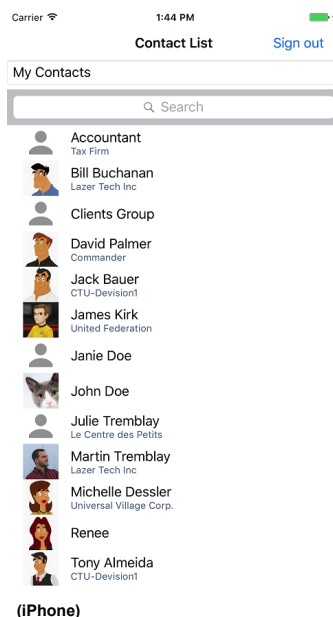 Carrier 1:44 PM
Contact List Sign out
My Contacts
Search
Accountant
Tax Firm
Bill Buchanan
Lazer Tech Inc
Clients Group
David Palmer
Commander
Jack Bauer
CTU-Devision1
James Kirk
United Federation
Janie Doe
John Doe
Julie Tremblay
Le Centre des Petits
Martin Tremblay
Lazer Tech Inc
Michelle Dessler
Universal Village Corp.
Renee
Tony Almeida
CTU-Devision1
(iPhone)